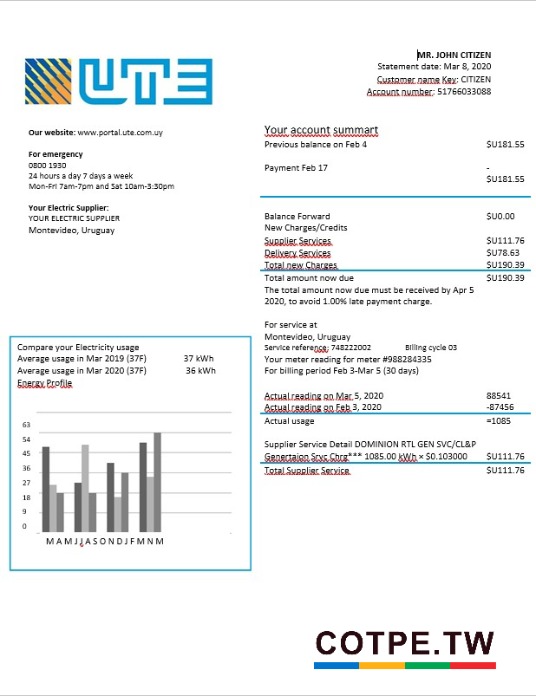 UTE
MR. JOHN CITIZEN
Statement date: Mar 8, 2020
Customer name Key: CITIZEN
Account number: 51766033088
Our website: www.portal.ute.com.uy
For emergency
0800 1930
24 hours a day 7 days a week
Mon-Fri 7am-7pm and Sat 10am-3:30pm
Your Electric Supplier:
YOUR ELECTRIC SUPPLIER
Montevideo, Uruguay
Your account summart
Previous balance on Feb 4 $U181.55
Payment Feb 17 -
$U181.55
Balance Forward $U0.00
New Charges/Credits
Supplier Services $U111.76
Delivery Services $U78.63
Total new Charges $U190.39
Total amount now due $U190.39
The total amount now due must be received by Apr 5
2020, to avoid 1.00% late payment charge.
For service at
Montevideo, Uruguay
Service reference: 748222002 Billing cycle 03
Your meter reading for meter #988284335
For billing period Feb 3-Mar 5 (30 days)
Actual reading on Mar 5, 2020 88541
Actual reading on Feb 3, 2020 -87456
Actual usage =1085
Supplier Service Detail DOMINION RTL GEN SVC/CL&P
Genertaion Srvc Chrg*** 1085.00 kWh × $0.103000 $U111.76
Total Supplier Service $U111.76
Compare your Electricity usage
Average usage in Mar 2019 (37F) 37 kWh
Average usage in Mar 2020 (37F) 36 kWh
Energy Profile
63
54
45
36
27
18
9
0
M A M J J A S O N D J F M N M
COTPE.TW